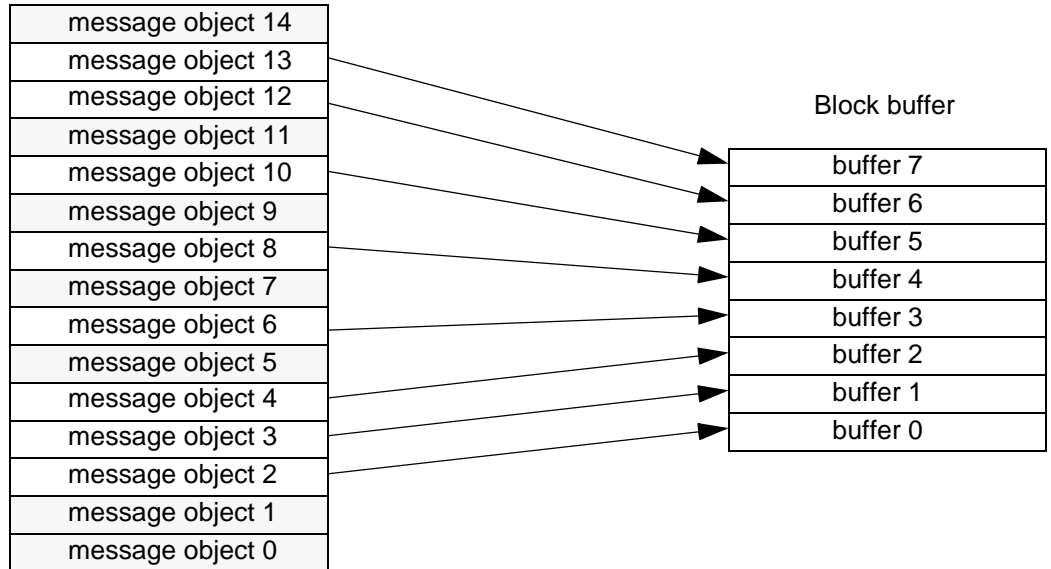 message object 14
message object 13
message object 12
message object 11
message object 10
message object 9
message object 8
message object 7
message object 6
message object 5
message object 4
message object 3
message object 2
message object 1
message object 0
Block buffer
buffer 7
buffer 6
buffer 5
buffer 4
buffer 3
buffer 2
buffer 1
buffer 0